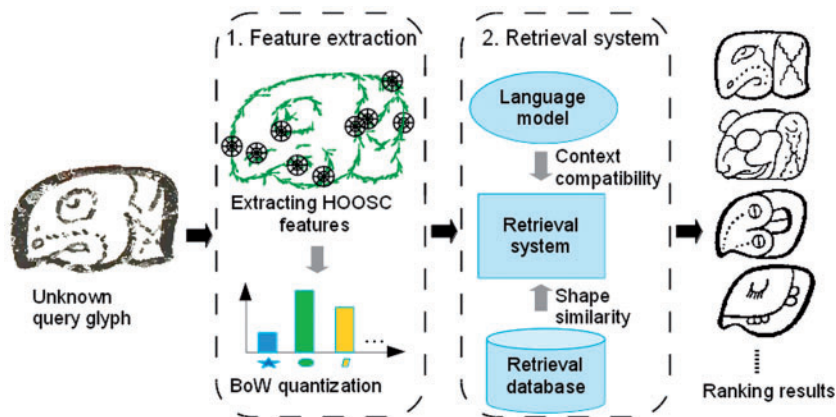 1. Feature extraction
Extracting HOOSC
features
BoW quantization
Unknown
query glyph
2. Retrieval system
Language
model
Context
compatibility
Retrieval
system
Shape
similarity
Retrieval
database
Ranking results